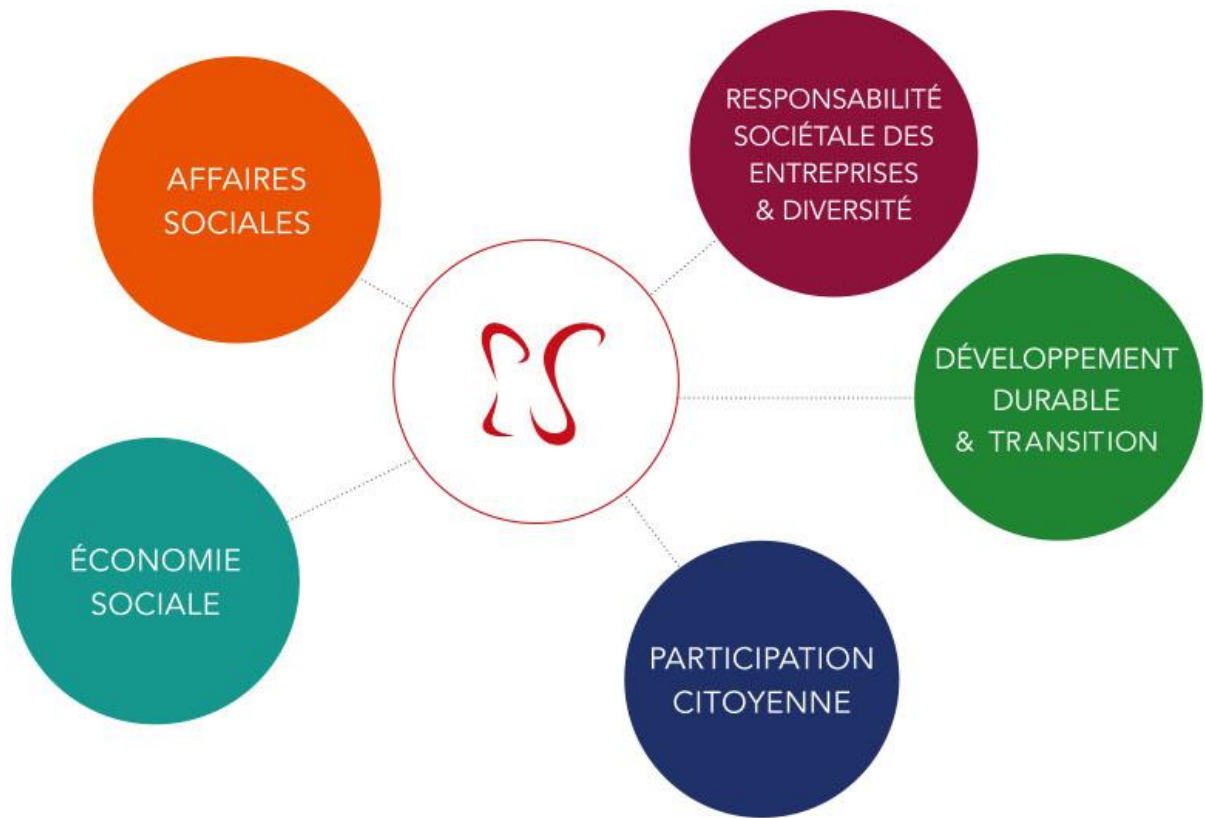 AFFAIRES
SOCIALES
RESPONSABILITÉ
SOCIÉTALE DES
ENTREPRISES
& DIVERSITÉ
DÉVELOPPEMENT
DURABLE
& TRANSITION
ÉCONOMIE
SOCIALE
PARTICIPATION
CITOYENNE